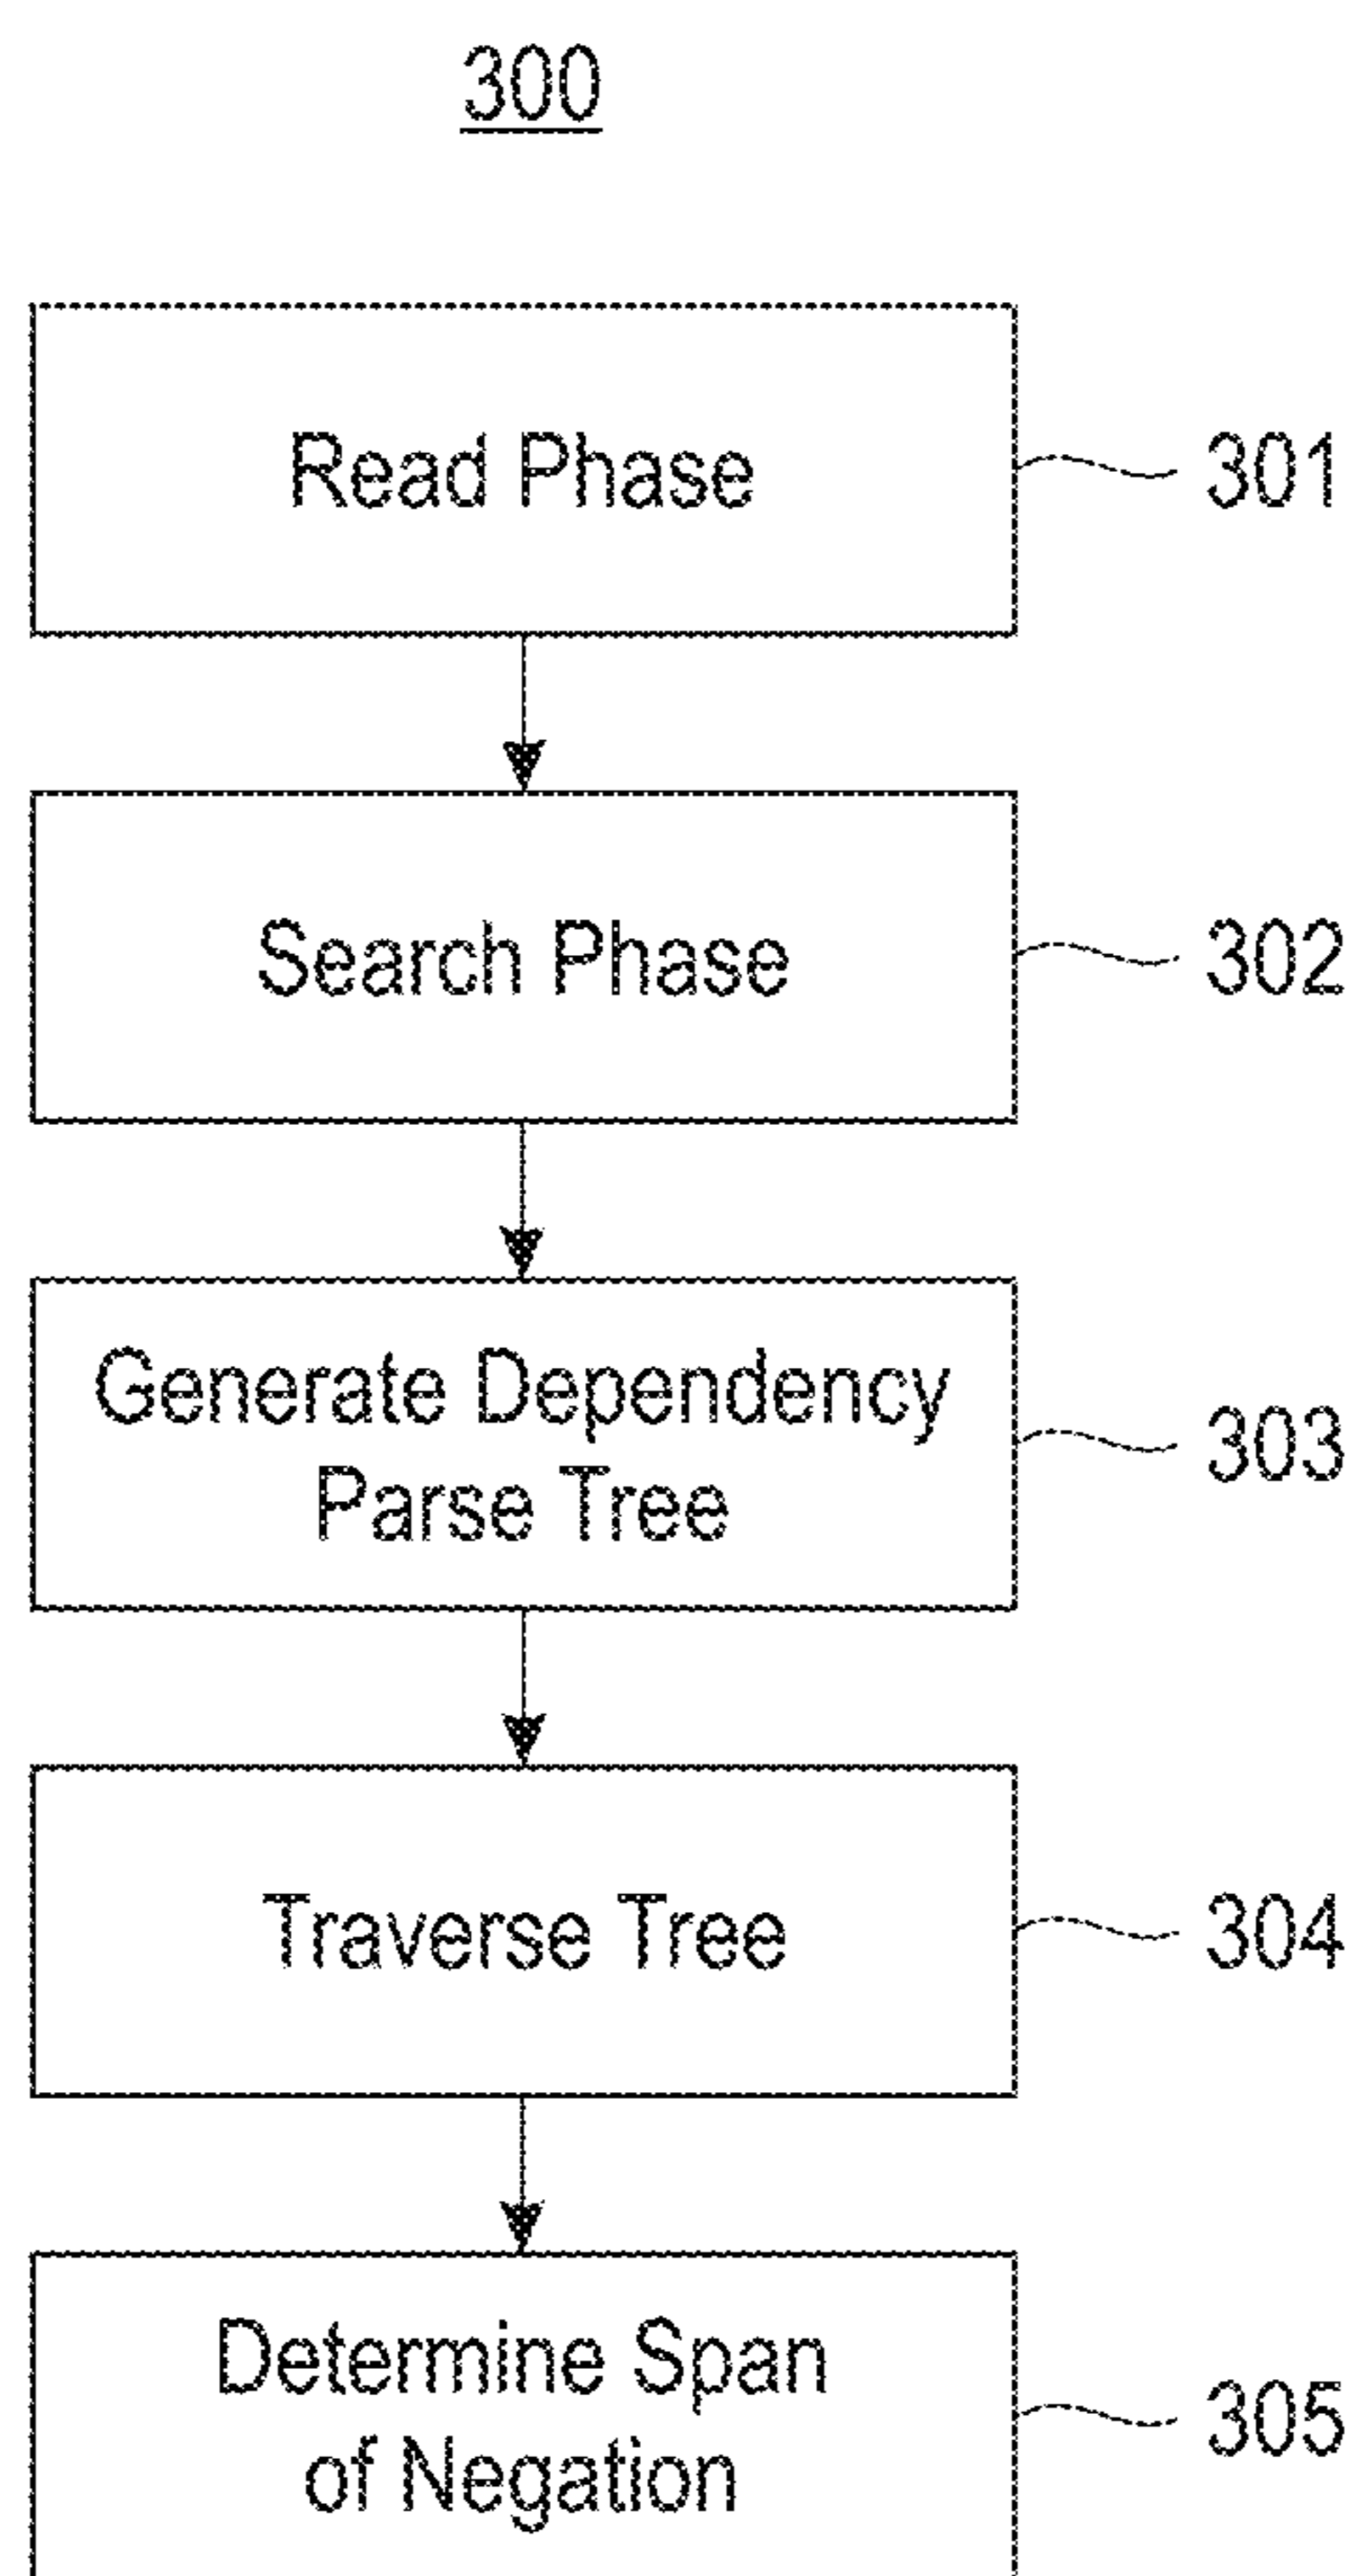 300
Read Phase
301
Search Phase
302
Generate Dependency
Parse Tree
303
Traverse Tree
304
Determine Span
of Negation
305